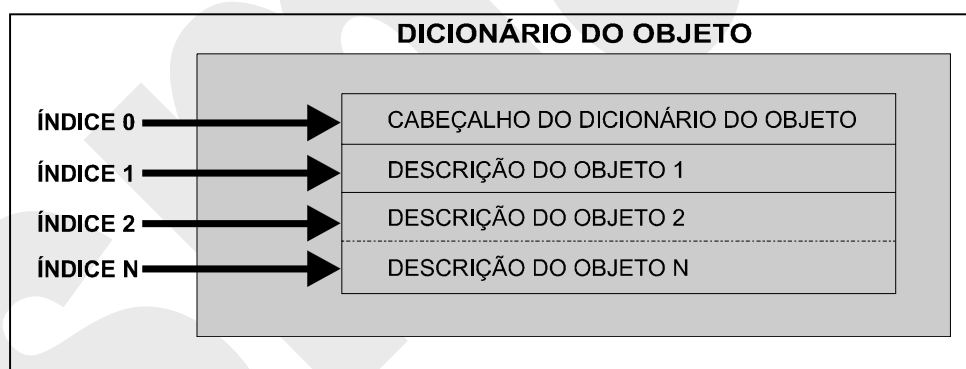 DICIONÁRIO DO OBJETO
ÍNDICE 0 CABEÇALHO DO DICIONÁRIO DO OBJETO
ÍNDICE 1 DESCRIÇÃO DO OBJETO 1
ÍNDICE 2 DESCRIÇÃO DO OBJETO 2
ÍNDICE N DESCRIÇÃO DO OBJETO N